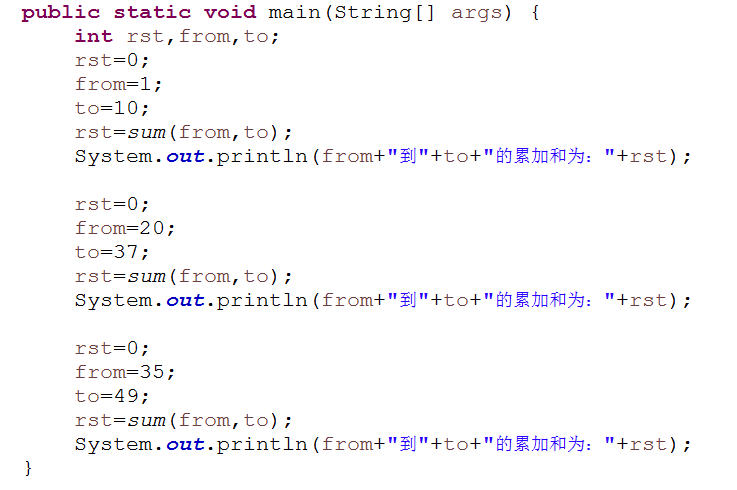 public static void main(String[] args) {
int rst,from,to;
rst=0;
from=1;
to=10;
rst=sum(from,to);
System.out.println(from+"到"+to+"的累加和为："+rst);
rst=0;
from=20;
to=37;
rst=sum(from,to);
System.out.println(from+"到"+to+"的累加和为："+rst);
rst=0;
from=35;
to=49;
rst=sum(from,to);
System.out.println(from+"到"+to+"的累加和为："+rst);
}